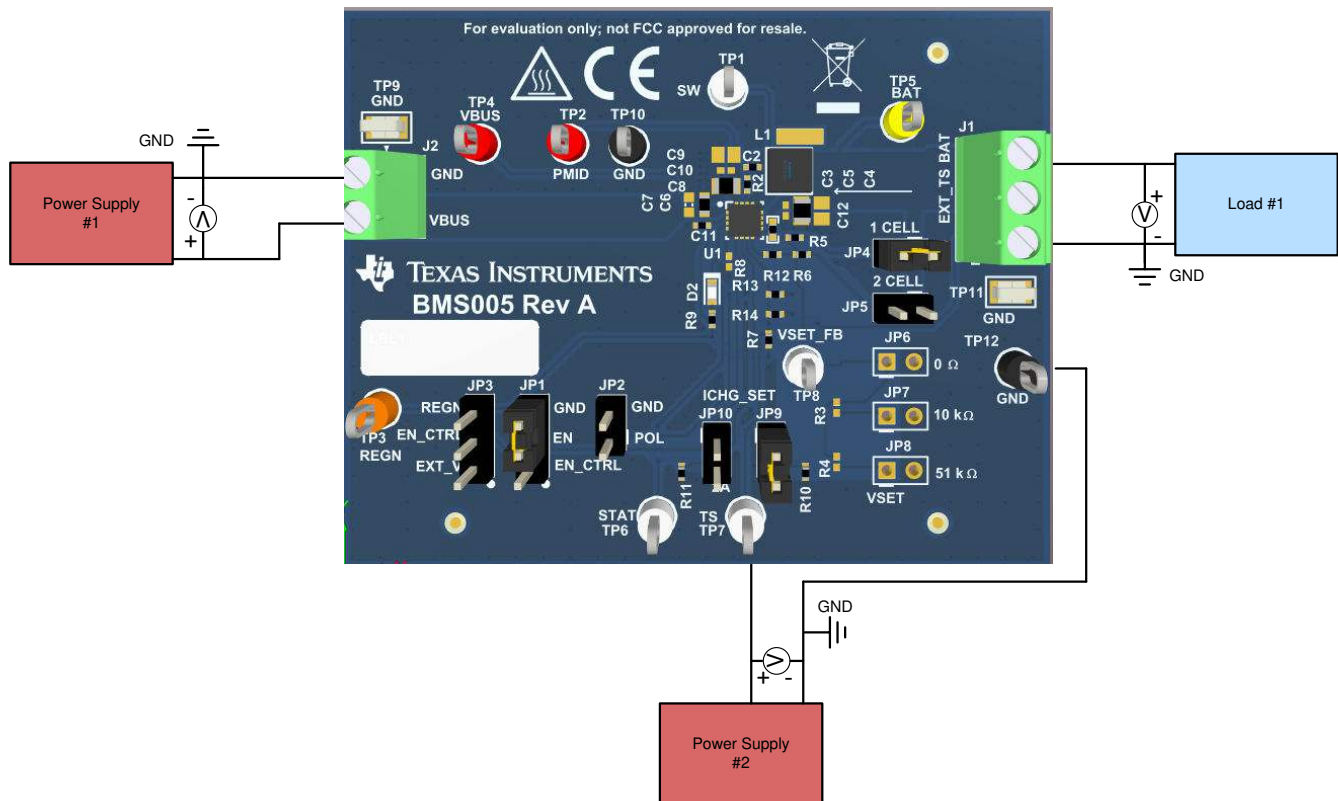 For evaluation only; not FCC approved for resale.
TP1
SW
TP5
BAT
TP9
GND
TP4
VBUS
TP2
PMID
TP10
GND
GND
J2
GND
VBUS
Power Supply
#1
-
V
+
L1
C9
C10
C8
C2
R2
C7
C6
C3
C5
C4
C12
C11
U1
R5
R8
R12
R6
R13
R14
R7
D2
R9
J1
EXT_TS BAT
1 CELL
JP4
2 CELL
JP5
TP11
GND
V
-
GND
Load #1
TEXAS INSTRUMENTS
BMS005 Rev A
VSET_FB
TP8
JP6
0 Ω
JP7
10 kΩ
JP8
51 kΩ
VSET
R3
R4
TP12
GND
TP3
REGN
JP3
REGN
EN_CTRL
EXT_V
JP1
GND
EN
EN_CTRL
JP2
GND
POL
ICHG_SET
JP10
JP9
R11
R10
STAT
TP6
TS
TP7
GND
V
+
-
Power Supply
#2